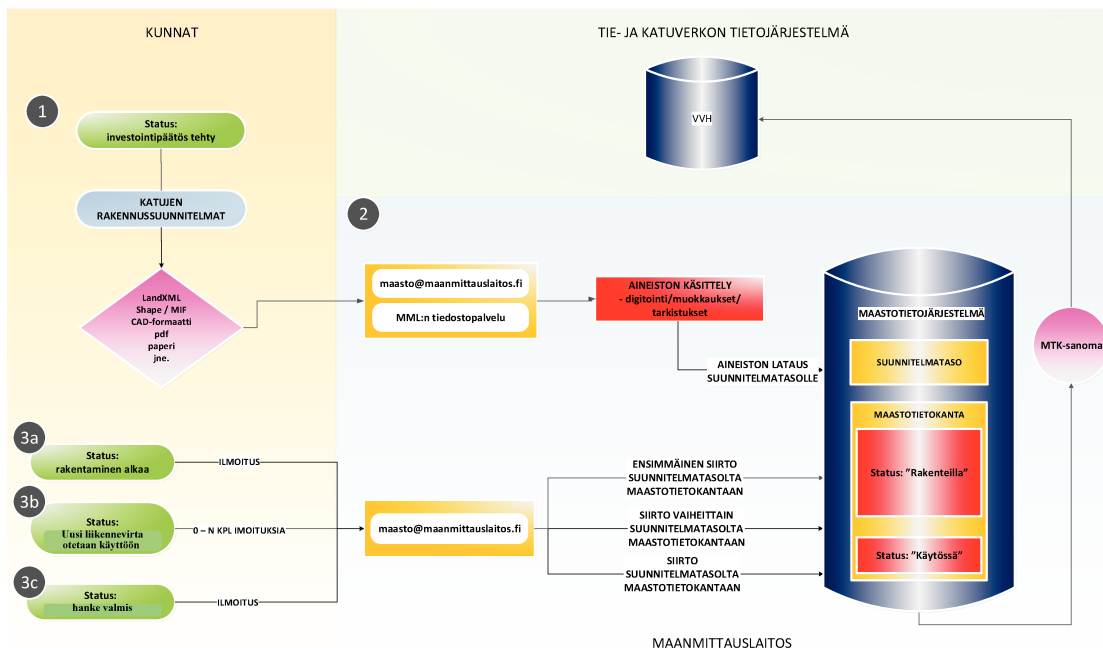 KUNNAT
TIE- JA KATUVERKON TIETOJÄRJESTELMÄ
1
Status:
investointipäätös tehty
VVH
KATUJEN
RAKENNUSSUUNNITELMAT
2
LandXML
Shape / MIF
CAD-formaatti
pdf
paperi
jne.
maasto@maanmittauslaitos.fi
MML:n tiedostopalvelu
AINEISTON KÄSITTELY
- digitointi/muokkaukset/
tarkistukset
AINEISTON LATAUS
SUUNNITELMATASOLLE
MAASTOTIETOJÄRJESTELMÄ
SUUNNITELMATASO
MTK-sanoma
MAASTOTIETOKANTA
Status: ”Rakenteilla”
Status: ”Käytössä”
3a
Status:
rakentaminen alkaa
ILMOITUS
3b
Status:
Uusi liikennevirta
otetaan käyttöön
0 – N KPL IMOITUKSIA
3c
Status:
hanke valmis
ILMOITUS
maasto@maanmittauslaitos.fi
ENSIMMÄINEN SIIRTO
SUUNNITELMATASOLTA
MAASTOTIETOKANTAAN
SIIRTO VAIHEITTAIN
SUUNNITELMATASOLTA
MAASTOTIETOKANTAAN
SIIRTO
SUUNNITELMATASOLTA
MAASTOTIETOKANTAAN
MAANMITTAUSLAITOS